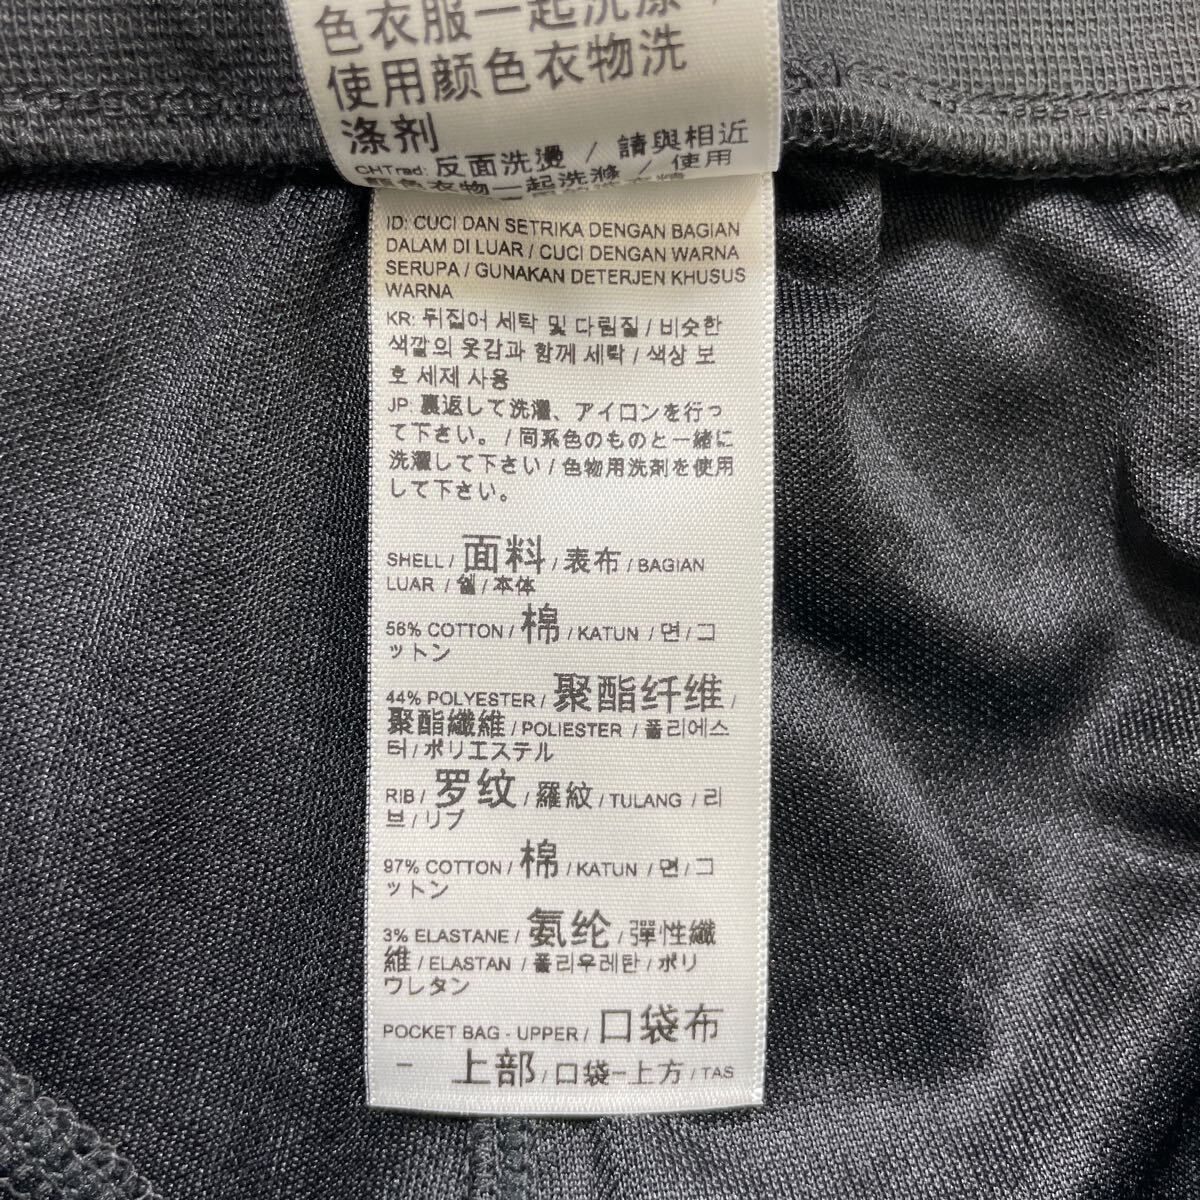 色衣服一起洗涤
使用颜色衣物洗
涤剂
CHTrad: 反面洗燙 / 請與相近
色衣物一起洗滌 / 使用
ID: CUCI DAN SETRIKA DENGAN BAGIAN
DALAM DI LUAR / CUCI DENGAN WARNA
SERUPA / GUNAKAN DETERJEN KHUSUS
WARNA
KR: 뒤집어 세탁 및 다림질 / 비슷한
색깔의 옷감과 함께 세탁 / 색상 보
호 세제 사용
JP: 裏返して洗濯、アイロンを行っ
て下さい。/ 同系色のものと一緒に
洗濯して下さい / 色物用洗剤を使用
して下さい。
SHELL / 面料 / 表布 / BAGIAN
LUAR / 쉘 / 本体
56% COTTON / 棉 / KATUN / 면 / コ
ットン
44% POLYESTER / 聚酯纤维 /
聚酯纖維 / POLIESTER / 폴리에스
터 / ポリエステル
RIB / 罗纹 / 羅紋 / TULANG / 리
브 / リブ
97% COTTON / 棉 / KATUN / 면 / コ
ットン
3% ELASTANE / 氨纶 / 彈性纖
維 / ELASTAN / 폴리우레탄 / ポリ
ウレタン
POCKET BAG - UPPER / 口袋布
- 上部 / 口袋-上方 / TAS